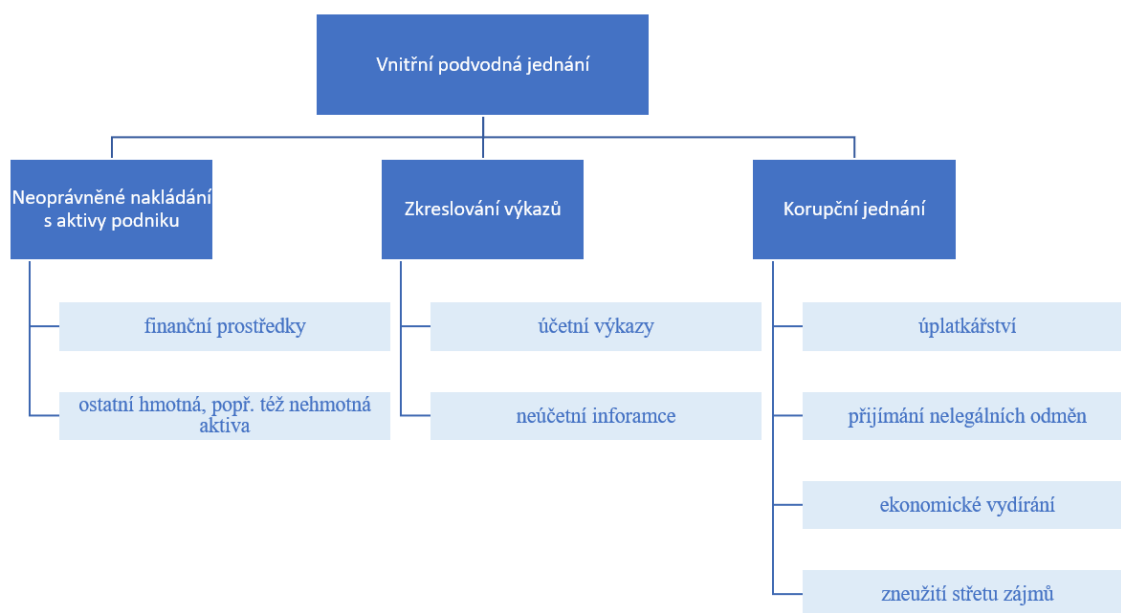 Vnitřní podvodná jednání
Neoprávněné nakládání
s aktivy podniku
finanční prostředky
ostatní hmotná, popř. též nehmotná
aktiva
Zkreslování výkazů
účetní výkazy
neúčetní inforamce
Korupční jednání
úplatkářství
přijímání nelegálních odměn
ekonomické vydírání
zneužití střetu zájmů